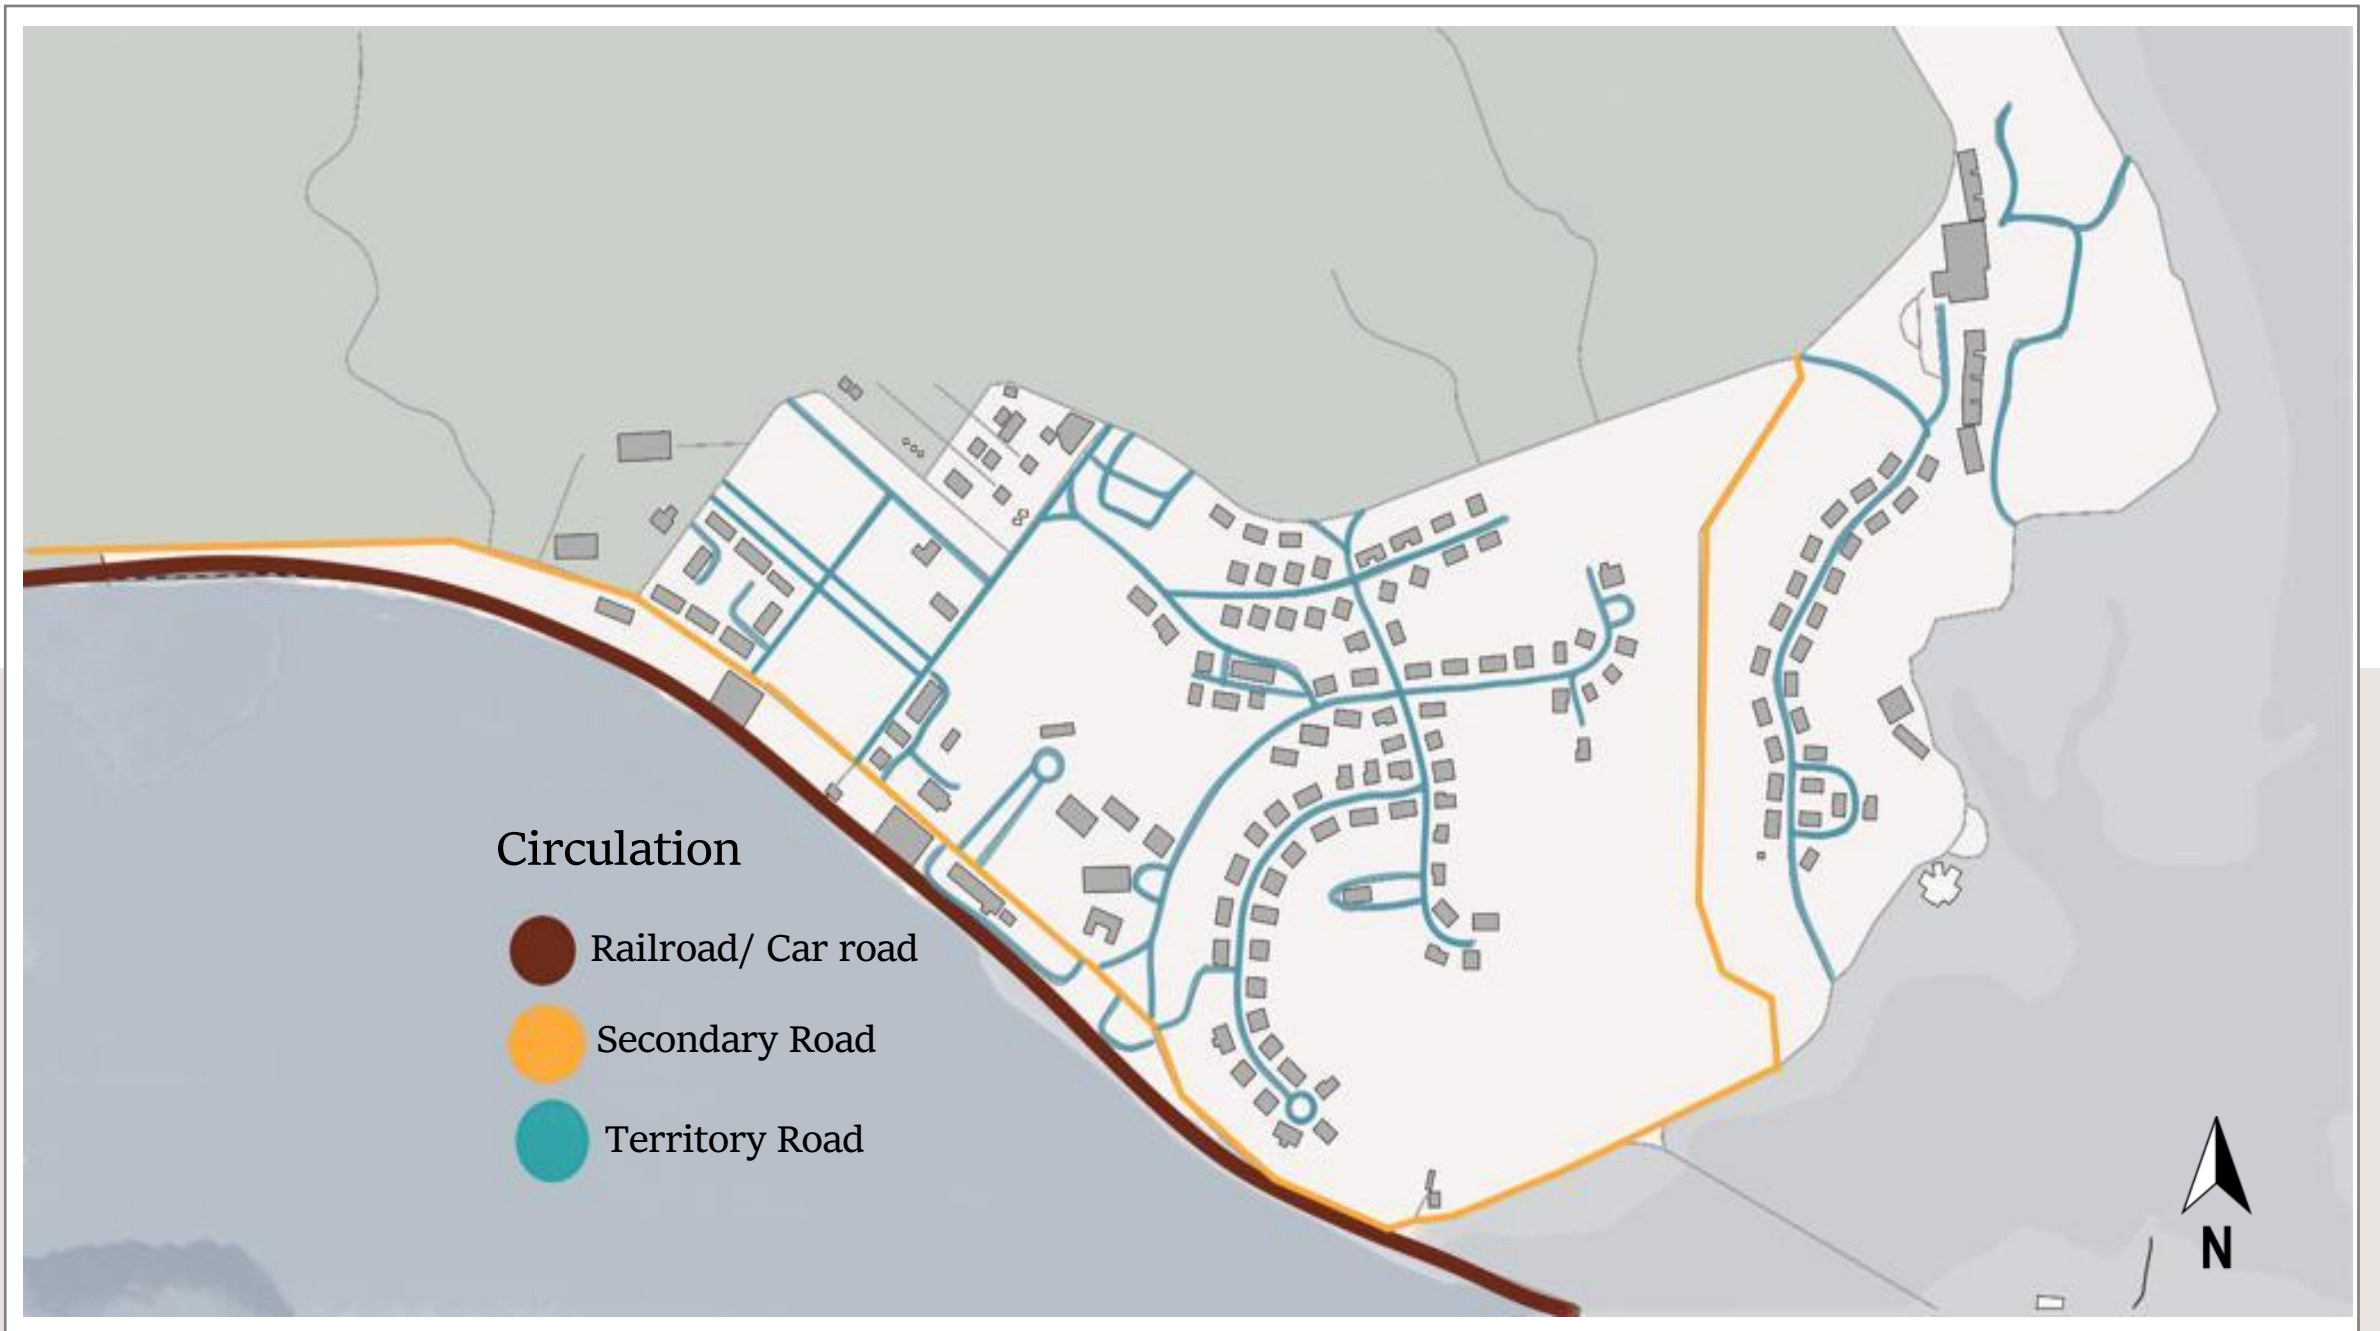 Circulation
Railroad/ Car road
Secondary Road
Territory Road
N